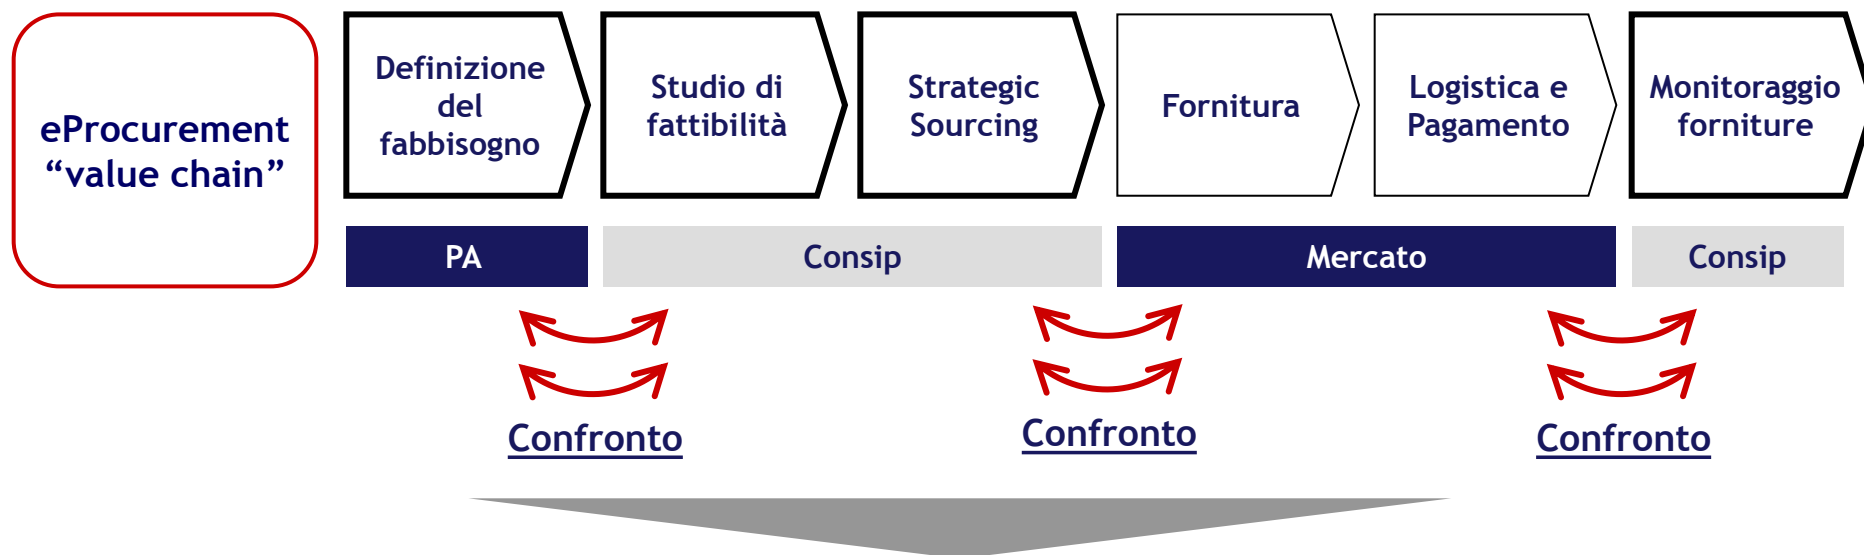 eProcurement
“value chain”
Definizione
del
fabbisogno
Studio di
fattibilità
Strategic
Sourcing
Fornitura
Logistica e
Pagamento
Monitoraggio
forniture
PA
Consip
Mercato
Consip
Confronto
Confronto
Confronto